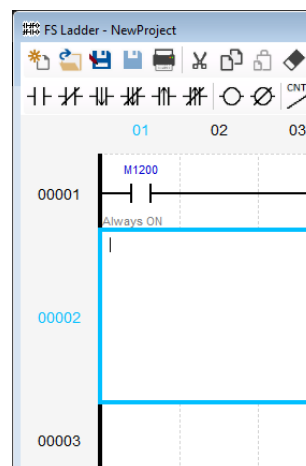 FS Ladder - NewProject
CNT
01 02 03
M1200
00001
Always ON
00002
00003